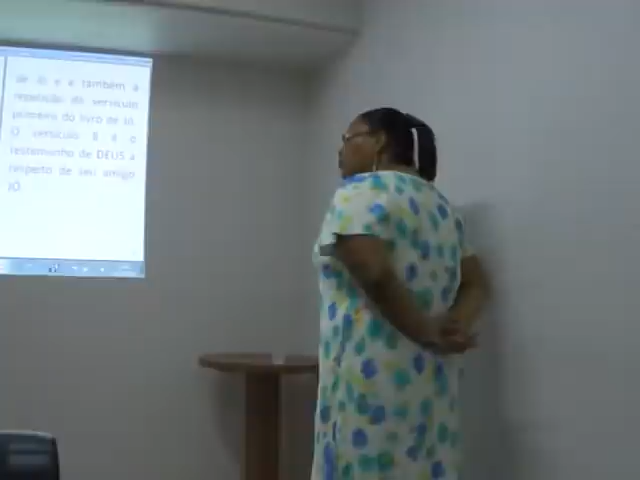 de Jó e é também a
repetição do versículo
primeiro do livro de Jó.
O versículo 8 é o
testemunho de DEUS a
respeito de seu amigo
JÓ.